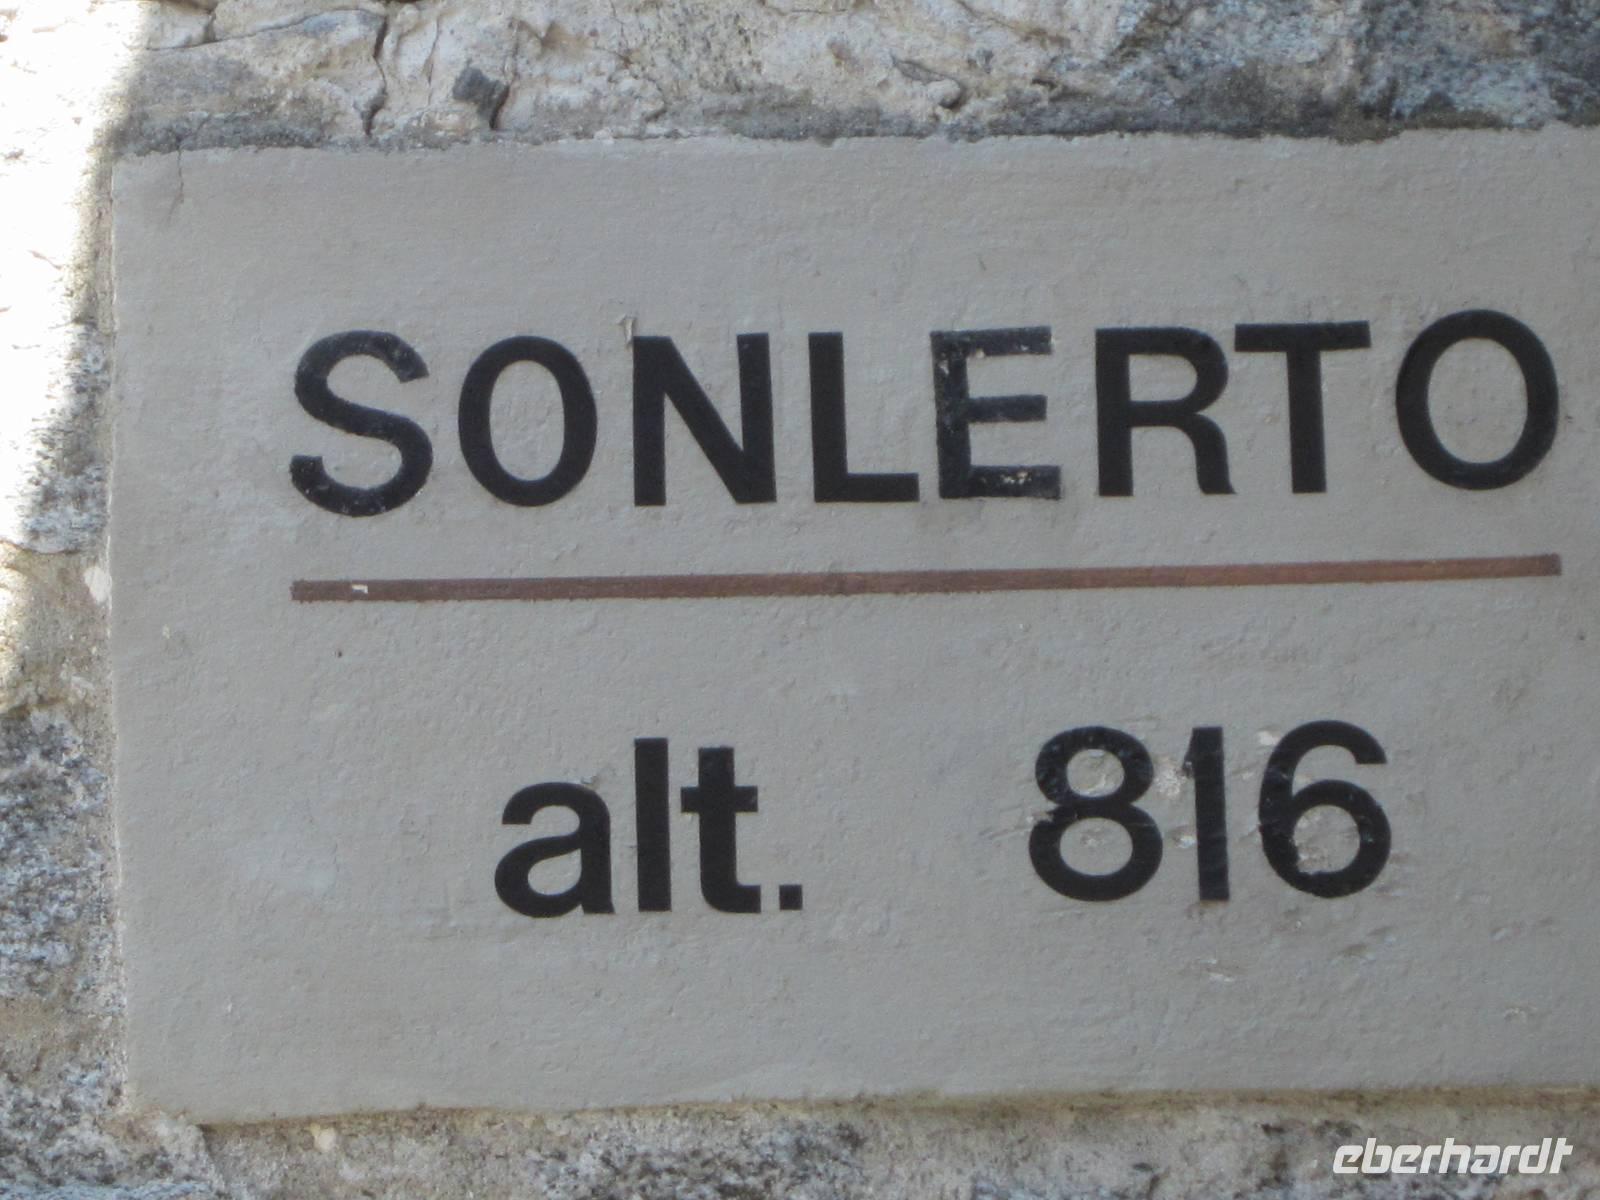 SONLERTO
alt. 816
eberhardt